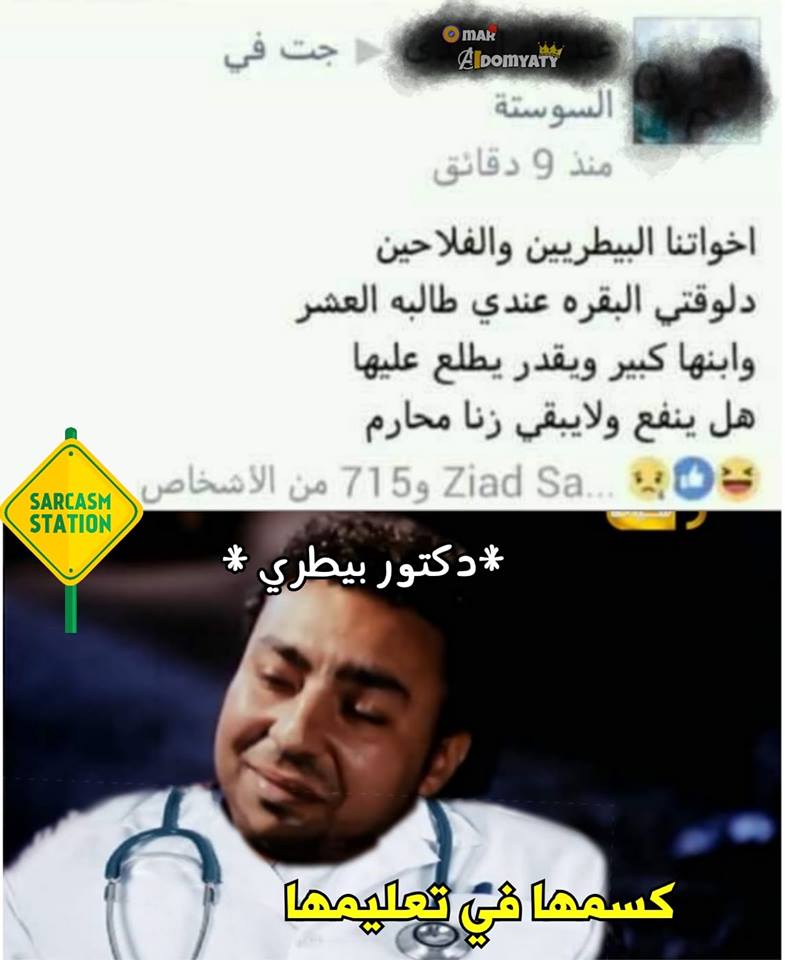 OMAR
ALDOMYATY
جت في
السوستة
منذ 9 دقائق
اخواتنا البيطريين والفلاحين
دلوقتي البقره عندي طالبه العشر
وابنها كبير ويقدر يطلع عليها
هل ينفع ولايبقي زنا محارم
Ziad Sa... و715 من الأشخاص
SARCASM
STATION
*دكتور بيطري *
كسمها في تعليمها